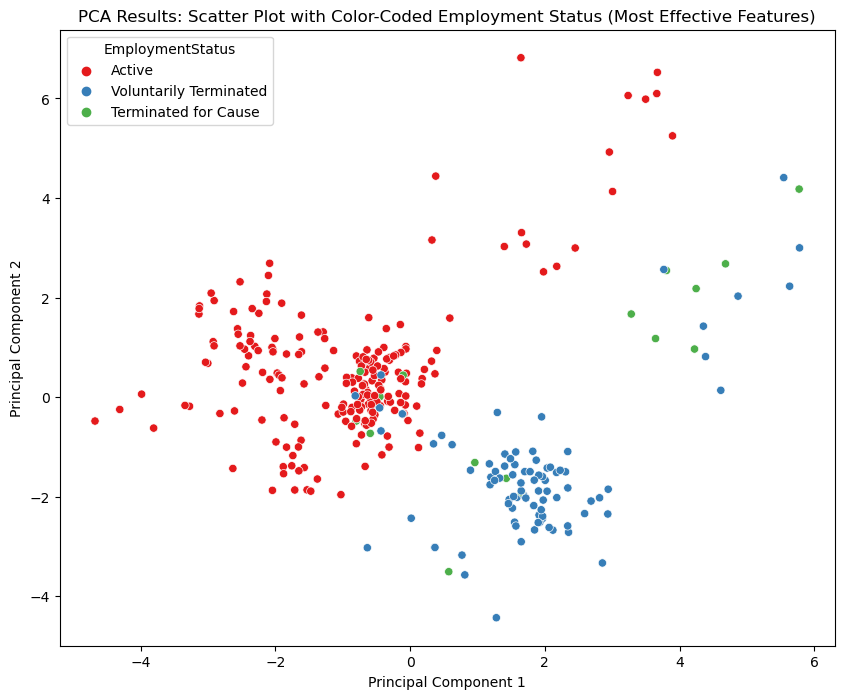 PCA Results: Scatter Plot with Color-Coded Employment Status (Most Effective Features)
EmploymentStatus
Active
Voluntarily Terminated
Terminated for Cause
Principal Component 2
6
4
2
0
−2
−4
−4
−2
0
2
4
6
Principal Component 1